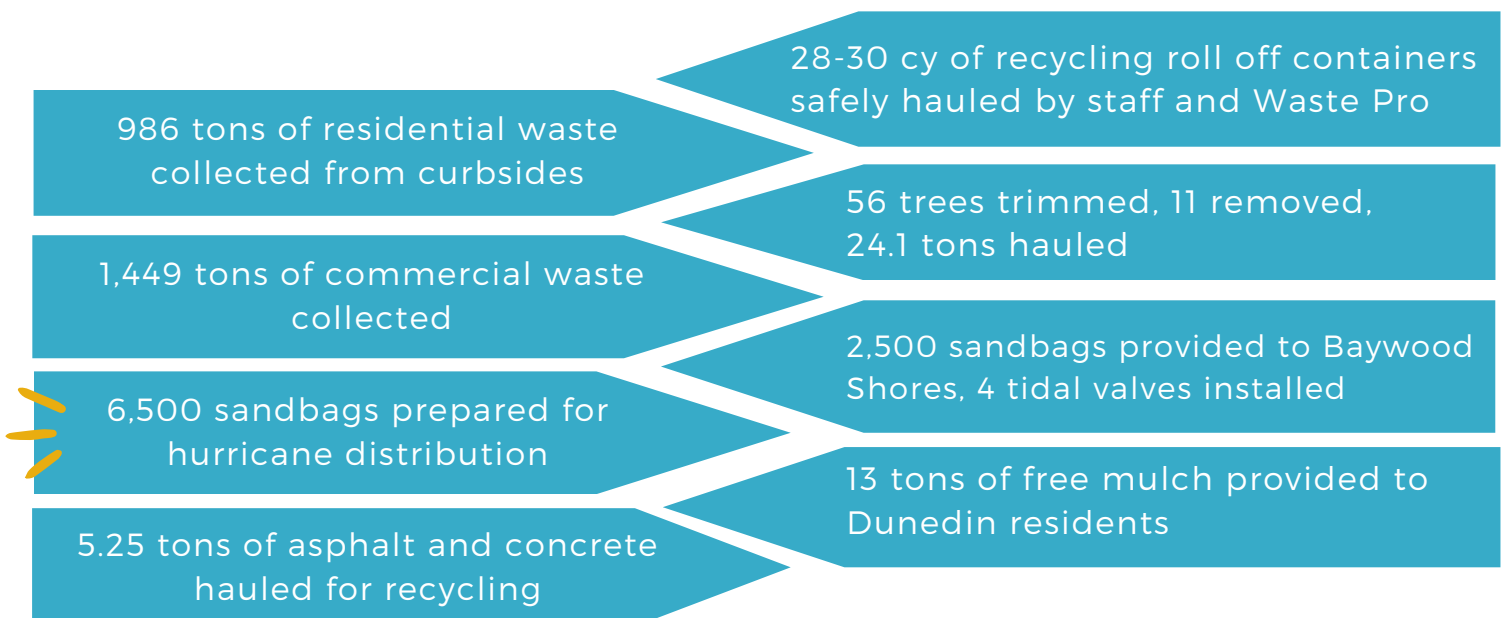 28-30 cy of recycling roll off containers
safely hauled by staff and Waste Pro
986 tons of residential waste
collected from curbsides
56 trees trimmed, 11 removed,
24.1 tons hauled
1,449 tons of commercial waste
collected
2,500 sandbags provided to Baywood
Shores, 4 tidal valves installed
6,500 sandbags prepared for
hurricane distribution
13 tons of free mulch provided to
Dunedin residents
5.25 tons of asphalt and concrete
hauled for recycling